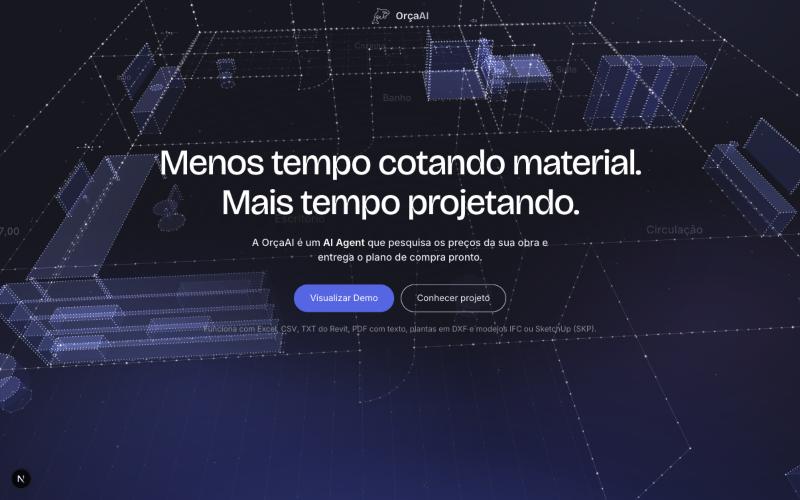 OrçaAI
Banho
Menos tempo cotando material.
Mais tempo projetando.
Escritório
7,00
Circulação
A OrçaAI é um AI Agent que pesquisa os preços da sua obra e
entrega o plano de compra pronto.
Visualizar Demo
Conhecer projeto
Funciona com Excel, CSV, TXT do Revit, PDF com texto, plantas em DXF e modelos IFC ou SketchUp (SKP).
N